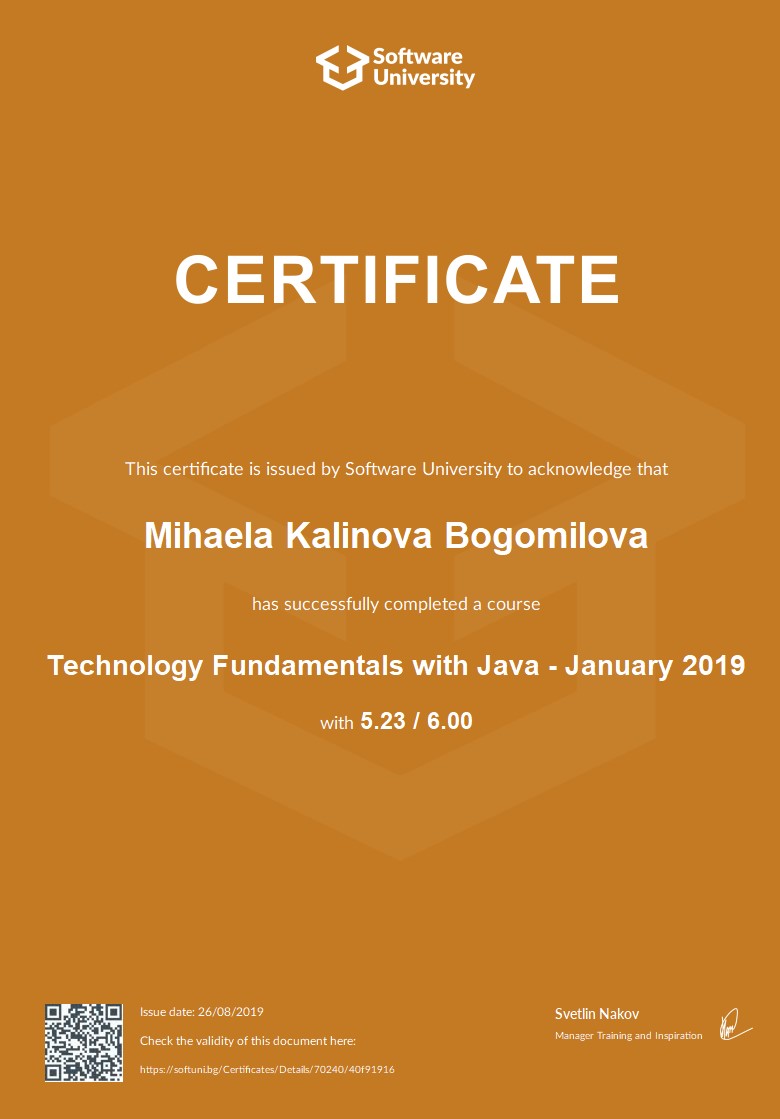 Software
University
CERTIFICATE
This certificate is issued by Software University to acknowledge that
Mihaela Kalinova Bogomilova
has successfully completed a course
Technology Fundamentals with Java - January 2019
with 5.23 / 6.00
Issue date: 26/08/2019
Check the validity of this document here:
https://softuni.bg/Certificates/Details/70240/40f91916
Svetlin Nakov
Manager Training and Inspiration